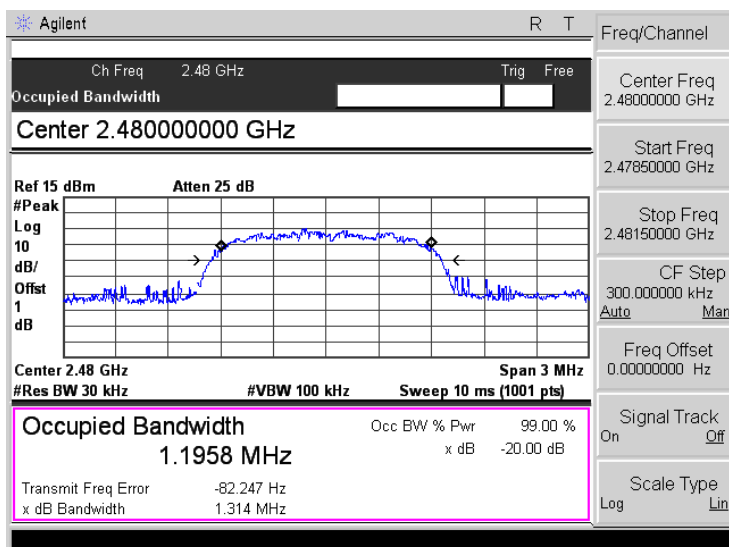 Agilent R T
Ch Freq 2.48 GHz Trig Free
Occupied Bandwidth
Center 2.480000000 GHz
Ref 15 dBm Atten 25 dB
#Peak
Log
10
dB/
Offst
1
dB
Center 2.48 GHz Span 3 MHz
#Res BW 30 kHz #VBW 100 kHz Sweep 10 ms (1001 pts)
Occupied Bandwidth Occ BW % Pwr 99.00 %
1.1958 MHz x dB -20.00 dB
Transmit Freq Error -82.247 Hz
x dB Bandwidth 1.314 MHz
Freq/Channel
Center Freq
2.48000000 GHz
Start Freq
2.47850000 GHz
Stop Freq
2.48150000 GHz
CF Step
300.000000 kHz
Auto Man
Freq Offset
0.00000000 Hz
Signal Track
On Off
Scale Type
Log Lin